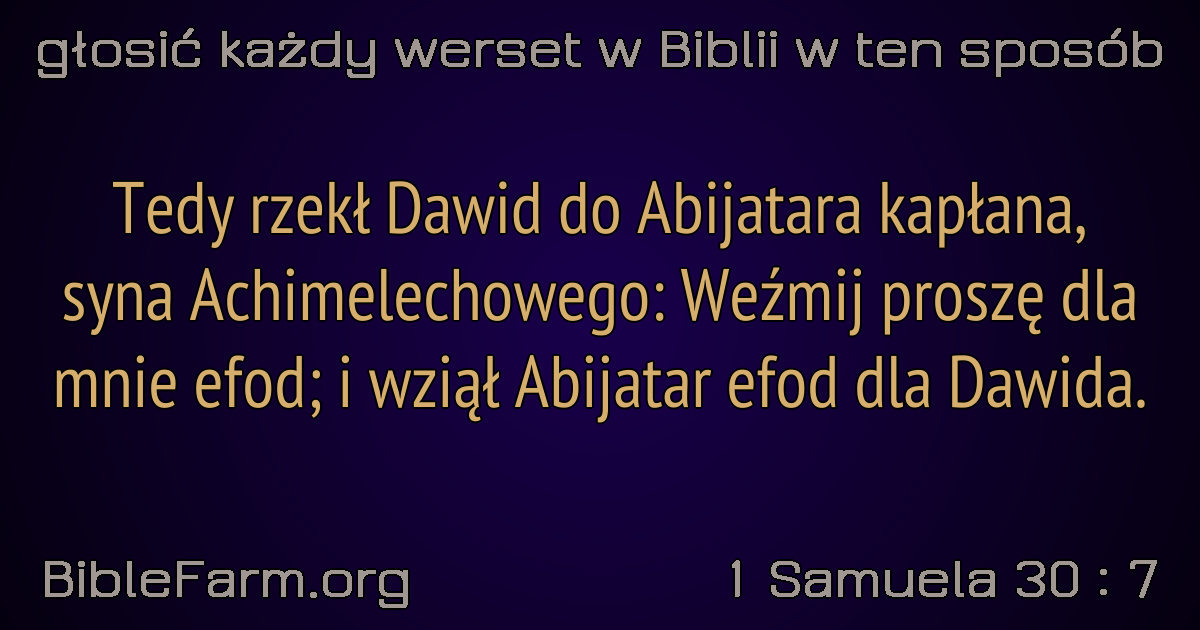 głosić każdy werset w Biblii w ten sposób
Tedy rzekł Dawid do Abijatara kapłana,
syna Achimelechowego: Weźmij proszę dla
mnie efod; i wziął Abijatar efod dla Dawida.
BibleFarm.org
1 Samuela 30 : 7